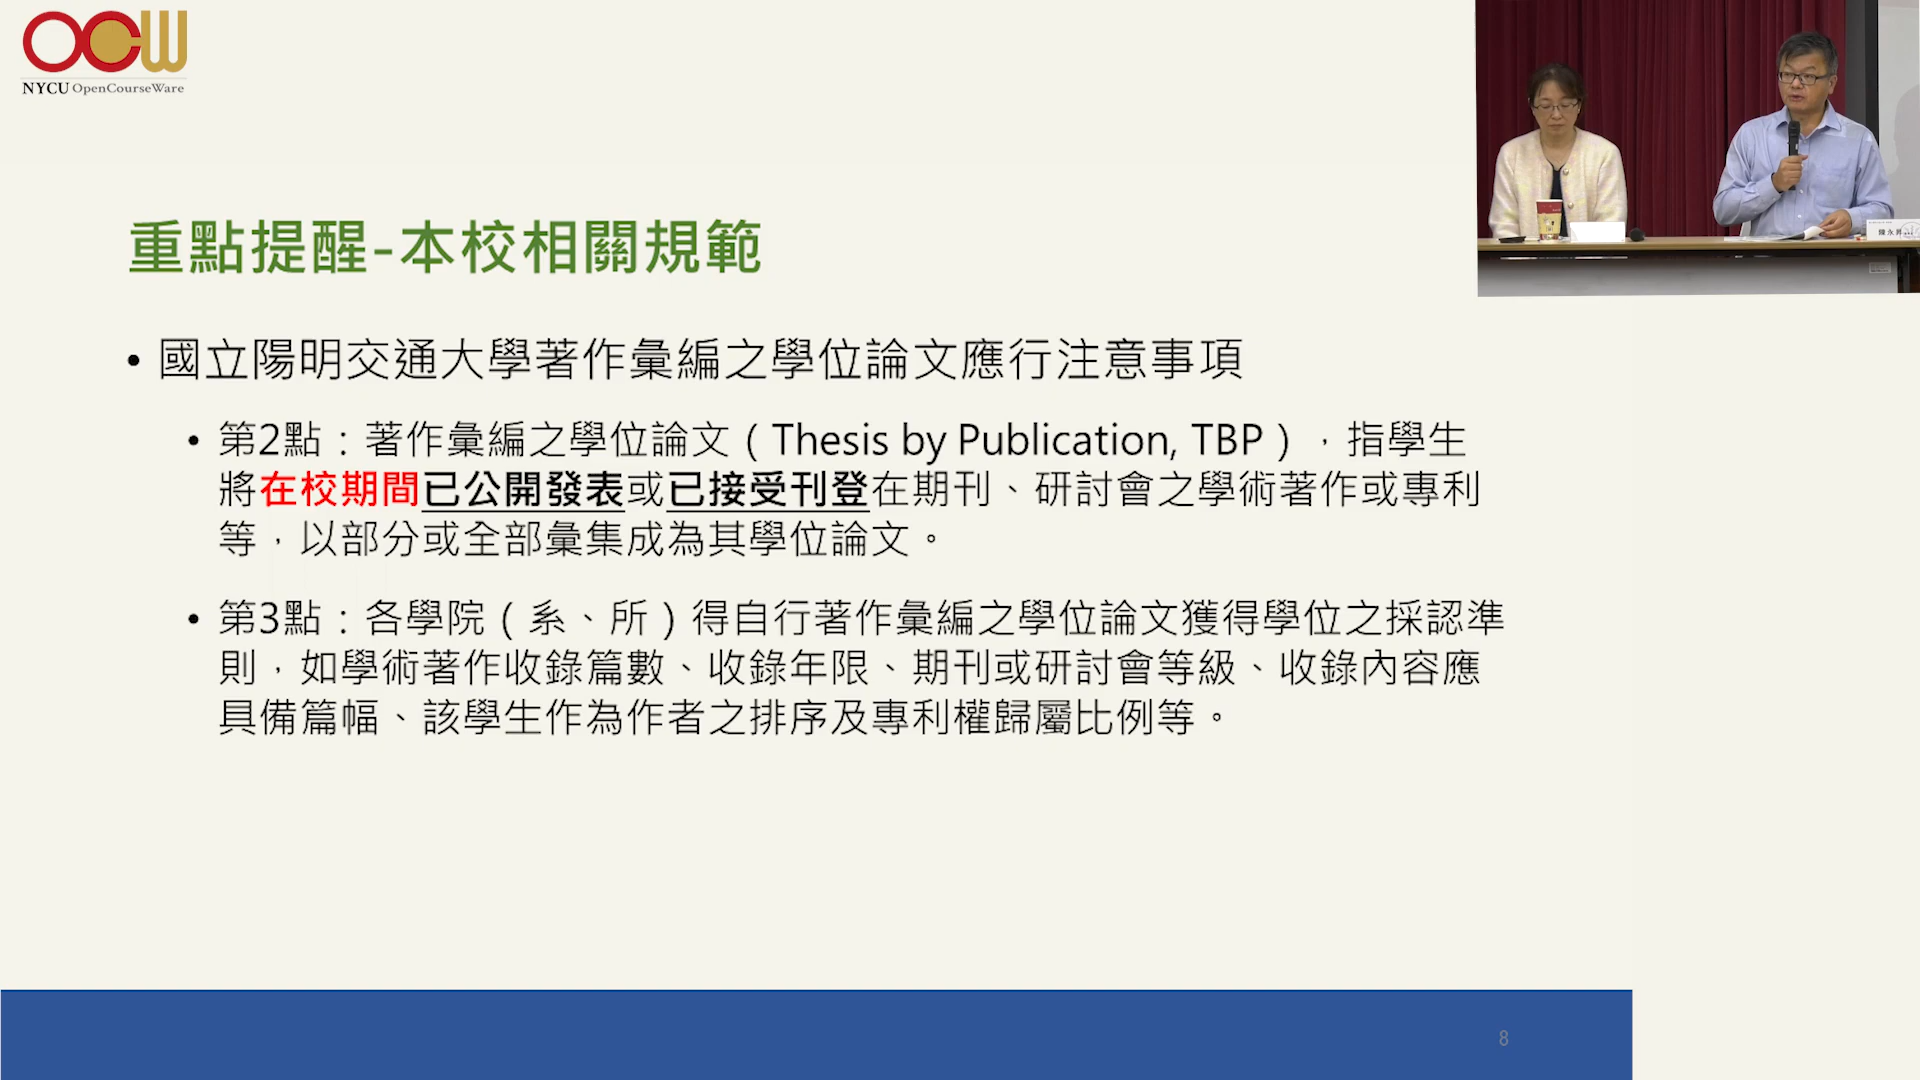 OCW
NYCU OpenCourseWare
重點提醒-本校相關規範
• 國立陽明交通大學著作彙編之學位論文應行注意事項
• 第2點：著作彙編之學位論文（Thesis by Publication, TBP），指學生
將在校期間已公開發表或已接受刊登在期刊、研討會之學術著作或專利
等，以部分或全部彙集成為其學位論文。
• 第3點：各學院（系、所）得自行著作彙編之學位論文獲得學位之採認準
則，如學術著作收錄篇數、收錄年限、期刊或研討會等級、收錄內容應
具備篇幅、該學生作為作者之排序及專利權歸屬比例等。
8